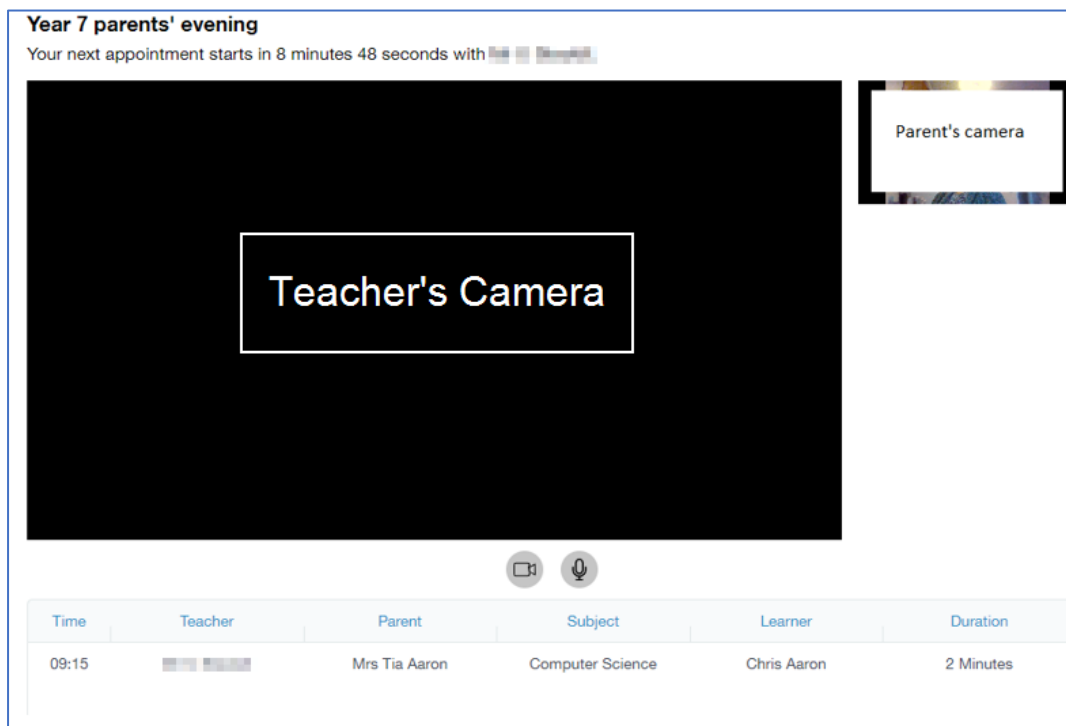 Year 7 parents' evening
Your next appointment starts in 8 minutes 48 seconds with
Parent's camera
Teacher's Camera
Time Teacher Parent Subject Learner Duration
09:15 Mrs Tia Aaron Computer Science Chris Aaron 2 Minutes